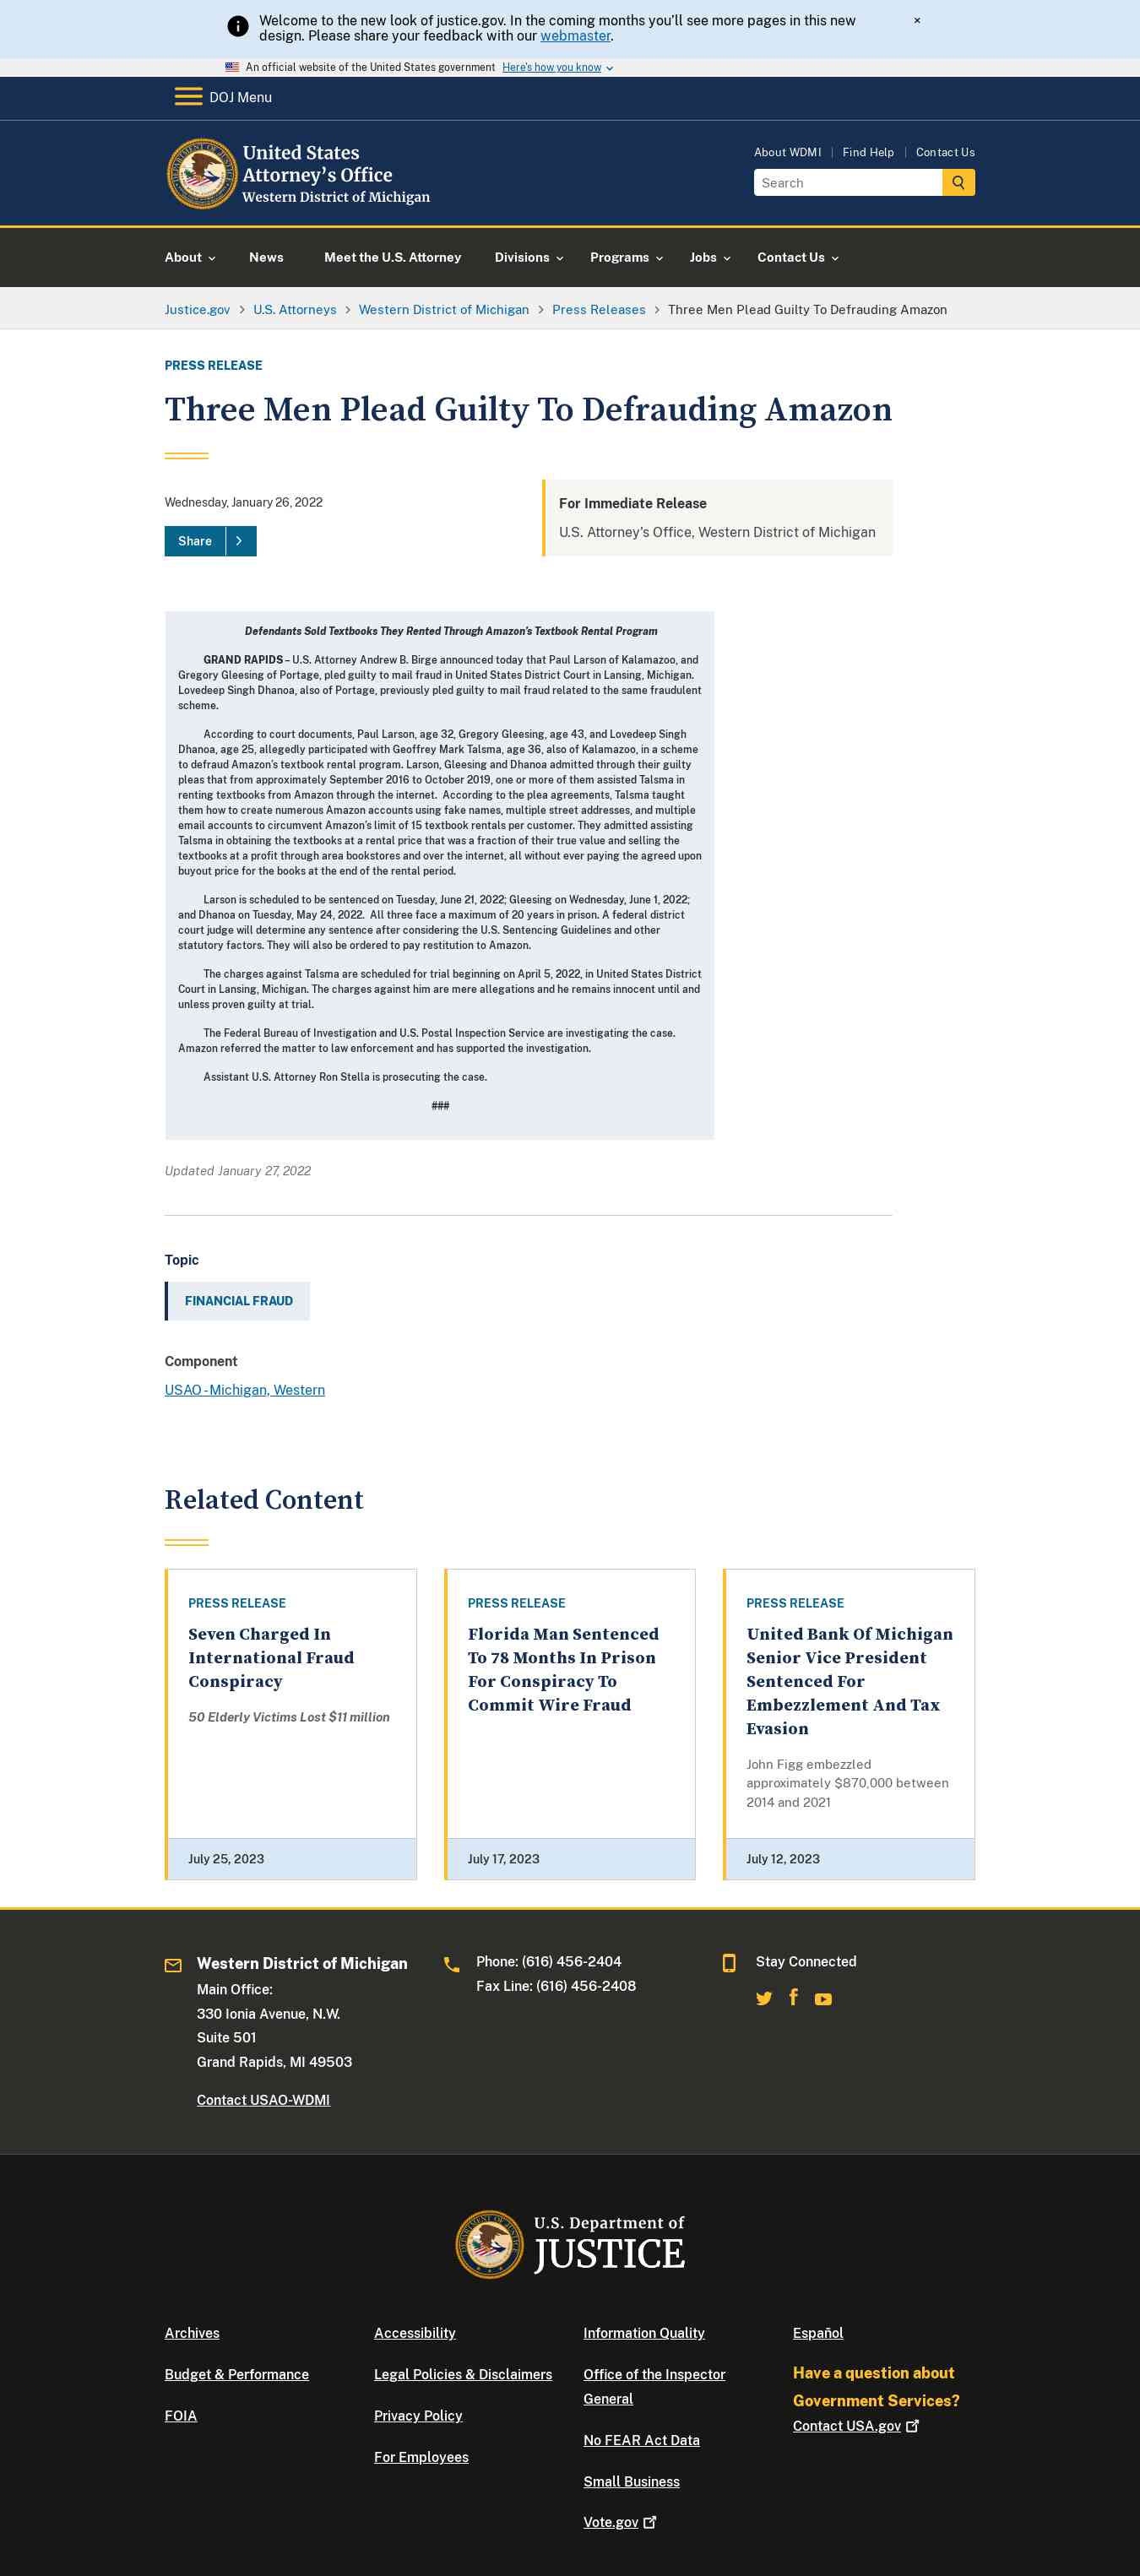 Welcome to the new look of justice.gov. In the coming months you'll see more pages in this new
design. Please share your feedback with our webmaster.
×
An official website of the United States government Here's how you know
DOJ Menu
United States
Attorney's Office
Western District of Michigan
About WDMI | Find Help | Contact Us
Search
About News Meet the U.S. Attorney Divisions Programs Jobs Contact Us
Justice.gov > U.S. Attorneys > Western District of Michigan > Press Releases > Three Men Plead Guilty To Defrauding Amazon
PRESS RELEASE
Three Men Plead Guilty To Defrauding Amazon
Wednesday, January 26, 2022
Share >
For Immediate Release
U.S. Attorney's Office, Western District of Michigan
Defendants Sold Textbooks They Rented Through Amazon's Textbook Rental Program
GRAND RAPIDS – U.S. Attorney Andrew B. Birge announced today that Paul Larson of Kalamazoo, and
Gregory Gleesing of Portage, pled guilty to mail fraud in United States District Court in Lansing, Michigan.
Lovedeep Singh Dhanoa, also of Portage, previously pled guilty to mail fraud related to the same fraudulent
scheme.
According to court documents, Paul Larson, age 32, Gregory Gleesing, age 43, and Lovedeep Singh
Dhanoa, age 25, allegedly participated with Geoffrey Mark Talsma, age 36, also of Kalamazoo, in a scheme
to defraud Amazon's textbook rental program. Larson, Gleesing and Dhanoa admitted through their guilty
pleas that from approximately September 2016 to October 2019, one or more of them assisted Talsma in
renting textbooks from Amazon through the internet. According to the plea agreements, Talsma taught
them how to create numerous Amazon accounts using fake names, multiple street addresses, and multiple
email accounts to circumvent Amazon's limit of 15 textbook rentals per customer. They admitted assisting
Talsma in obtaining the textbooks at a rental price that was a fraction of their true value and selling the
textbooks at a profit through area bookstores and over the internet, all without ever paying the agreed upon
buyout price for the books at the end of the rental period.
Larson is scheduled to be sentenced on Tuesday, June 21, 2022; Gleesing on Wednesday, June 1, 2022;
and Dhanoa on Tuesday, May 24, 2022. All three face a maximum of 20 years in prison. A federal district
court judge will determine any sentence after considering the U.S. Sentencing Guidelines and other
statutory factors. They will also be ordered to pay restitution to Amazon.
The charges against Talsma are scheduled for trial beginning on April 5, 2022, in United States District
Court in Lansing, Michigan. The charges against him are mere allegations and he remains innocent until and
unless proven guilty at trial.
The Federal Bureau of Investigation and U.S. Postal Inspection Service are investigating the case.
Amazon referred the matter to law enforcement and has supported the investigation.
Assistant U.S. Attorney Ron Stella is prosecuting the case.
###
Updated January 27, 2022
Topic
FINANCIAL FRAUD
Component
USAO - Michigan, Western
Related Content
PRESS RELEASE
Seven Charged In
International Fraud
Conspiracy
50 Elderly Victims Lost $11 million
July 25, 2023
PRESS RELEASE
Florida Man Sentenced
To 78 Months In Prison
For Conspiracy To
Commit Wire Fraud
July 17, 2023
PRESS RELEASE
United Bank Of Michigan
Senior Vice President
Sentenced For
Embezzlement And Tax
Evasion
John Figg embezzled
approximately $870,000 between
2014 and 2021
July 12, 2023
Western District of Michigan
Main Office:
330 Ionia Avenue, N.W.
Suite 501
Grand Rapids, MI 49503
Contact USAO-WDMI
Phone: (616) 456-2404
Fax Line: (616) 456-2408
Stay Connected
U.S. Department of
JUSTICE
Archives
Budget & Performance
FOIA
Accessibility
Legal Policies & Disclaimers
Privacy Policy
For Employees
Information Quality
Office of the Inspector
General
No FEAR Act Data
Small Business
Vote.gov
Español
Have a question about
Government Services?
Contact USA.gov